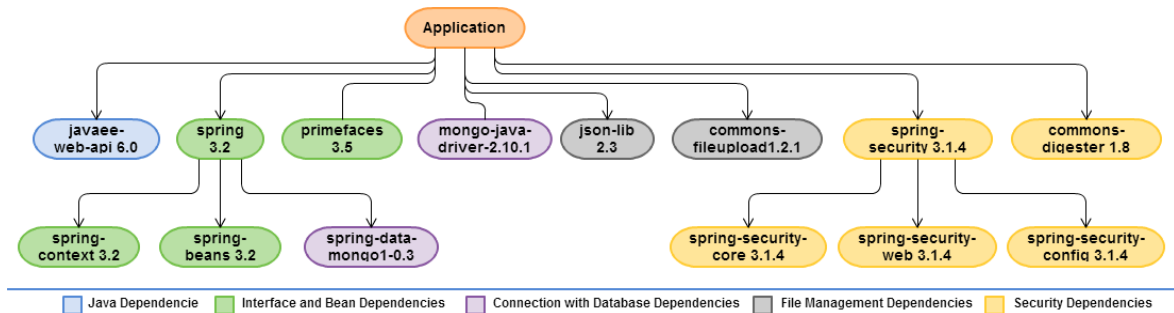 Application
javaee-
web-api 6.0
spring
3.2
primefaces
3.5
mongo-java-
driver-2.10.1
json-lib
2.3
commons-
fileupload1.2.1
spring-
security 3.1.4
commons-
digester 1.8
spring-
context 3.2
spring-
beans 3.2
spring-data-
mongo1-0.3
spring-security-
core 3.1.4
spring-security-
web 3.1.4
spring-security-
config 3.1.4
Java Dependencie
Interface and Bean Dependencies
Connection with Database Dependencies
File Management Dependencies
Security Dependencies